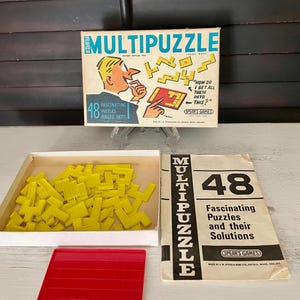 MULTIPUZZLE
"HOW DO
I GET ALL
THESE
INTO
THIS?"
48 FASCINATING
PUZZLES
SPEAR'S GAMES
MULTIPUZZLE
48
Fascinating
Puzzles
and their
Solutions
SPEAR'S GAMES